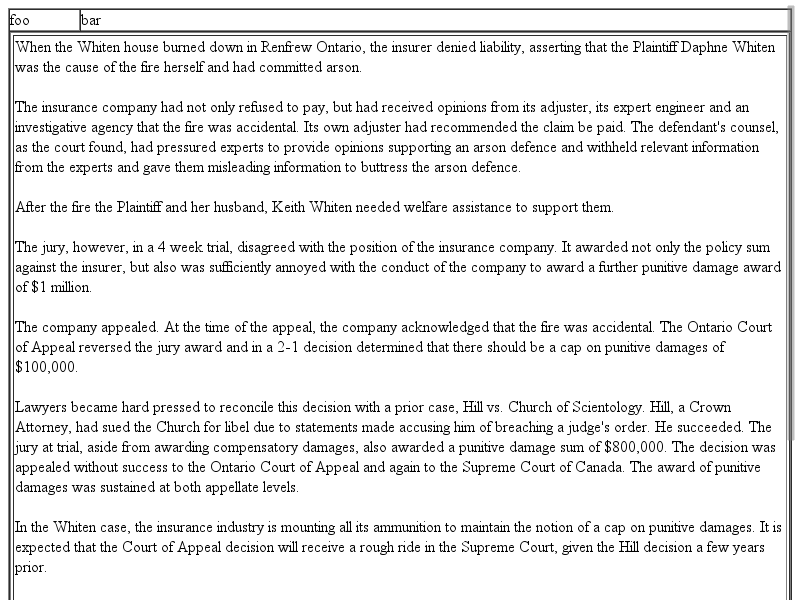 foo bar
When the Whiten house burned down in Renfrew Ontario, the insurer denied liability, asserting that the Plaintiff Daphne Whiten
was the cause of the fire herself and had committed arson.
The insurance company had not only refused to pay, but had received opinions from its adjuster, its expert engineer and an
investigative agency that the fire was accidental. Its own adjuster had recommended the claim be paid. The defendant's counsel,
as the court found, had pressured experts to provide opinions supporting an arson defence and withheld relevant information
from the experts and gave them misleading information to buttress the arson defence.
After the fire the Plaintiff and her husband, Keith Whiten needed welfare assistance to support them.
The jury, however, in a 4 week trial, disagreed with the position of the insurance company. It awarded not only the policy sum
against the insurer, but also was sufficiently annoyed with the conduct of the company to award a further punitive damage award
of $1 million.
The company appealed. At the time of the appeal, the company acknowledged that the fire was accidental. The Ontario Court
of Appeal reversed the jury award and in a 2-1 decision determined that there should be a cap on punitive damages of
$100,000.
Lawyers became hard pressed to reconcile this decision with a prior case, Hill vs. Church of Scientology. Hill, a Crown
Attorney, had sued the Church for libel due to statements made accusing him of breaching a judge's order. He succeeded. The
jury at trial, aside from awarding compensatory damages, also awarded a punitive damage sum of $800,000. The decision was
appealed without success to the Ontario Court of Appeal and again to the Supreme Court of Canada. The award of punitive
damages was sustained at both appellate levels.
In the Whiten case, the insurance industry is mounting all its ammunition to maintain the notion of a cap on punitive damages. It is
expected that the Court of Appeal decision will receive a rough ride in the Supreme Court, given the Hill decision a few years
prior.